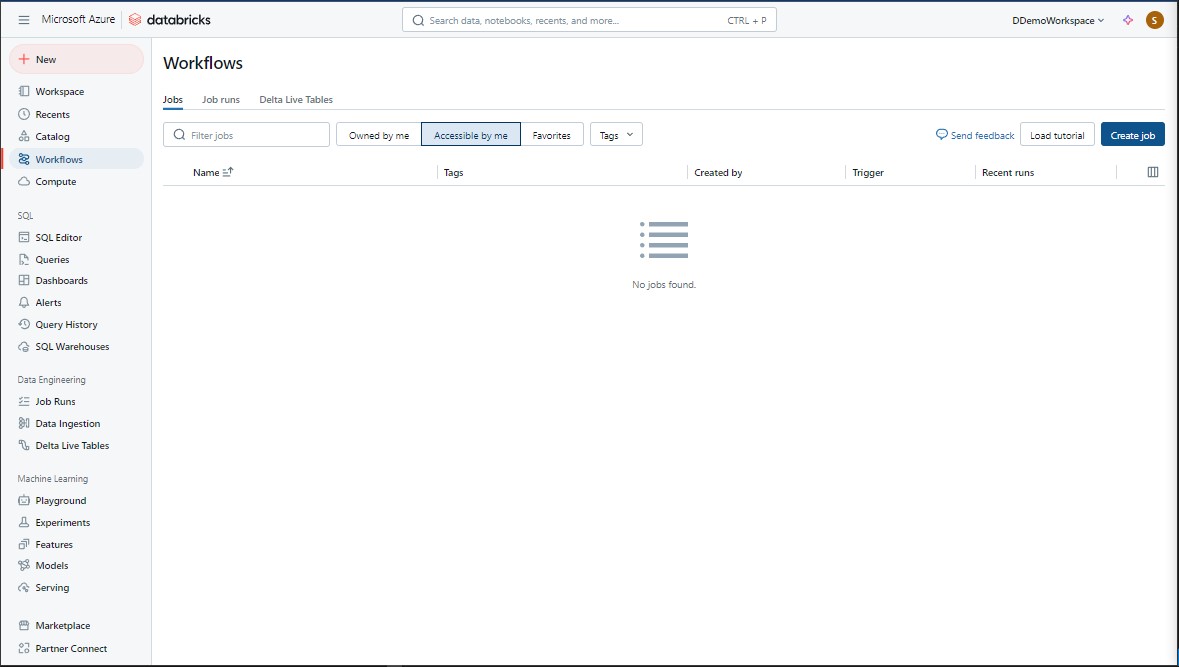 Microsoft Azure databricks Search data, notebooks, recents, and more... CTRL + P DDemoWorkspace S
New
Workspace
Recents
Catalog
Workflows
Compute
SQL
SQL Editor
Queries
Dashboards
Alerts
Query History
SQL Warehouses
Data Engineering
Job Runs
Data Ingestion
Delta Live Tables
Machine Learning
Playground
Experiments
Features
Models
Serving
Marketplace
Partner Connect
Workflows
Jobs Job runs Delta Live Tables
Filter jobs Owned by me Accessible by me Favorites Tags Send feedback Load tutorial Create job
Name Tags Created by Trigger Recent runs
No jobs found.